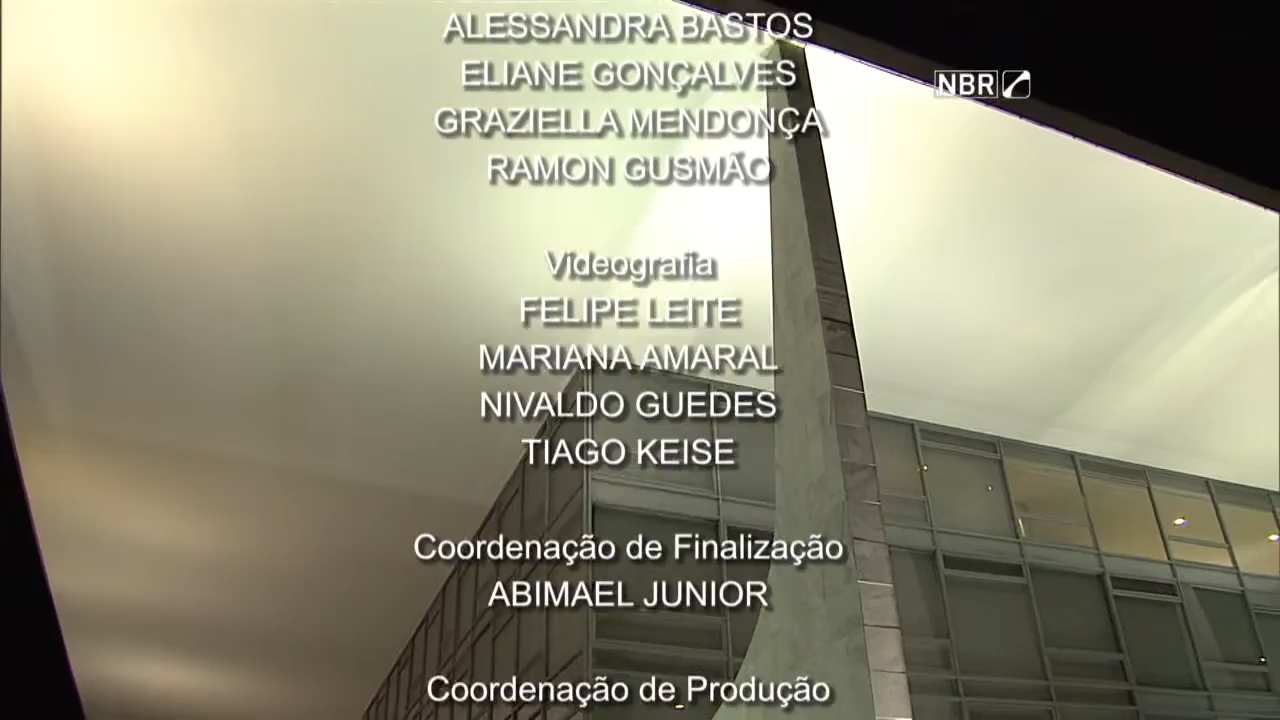 ALESSANDRA BASTOS
NBR
ELIANE GONÇALVES
GRAZIELLA MENDONÇA
RAMON GUSMÃO
Videografia
FELIPE LEITE
MARIANA AMARAL
NIVALDO GUEDES
TIAGO KEISE
Coordenação de Finalização
ABIMAEL JUNIOR
Coordenação de Produção